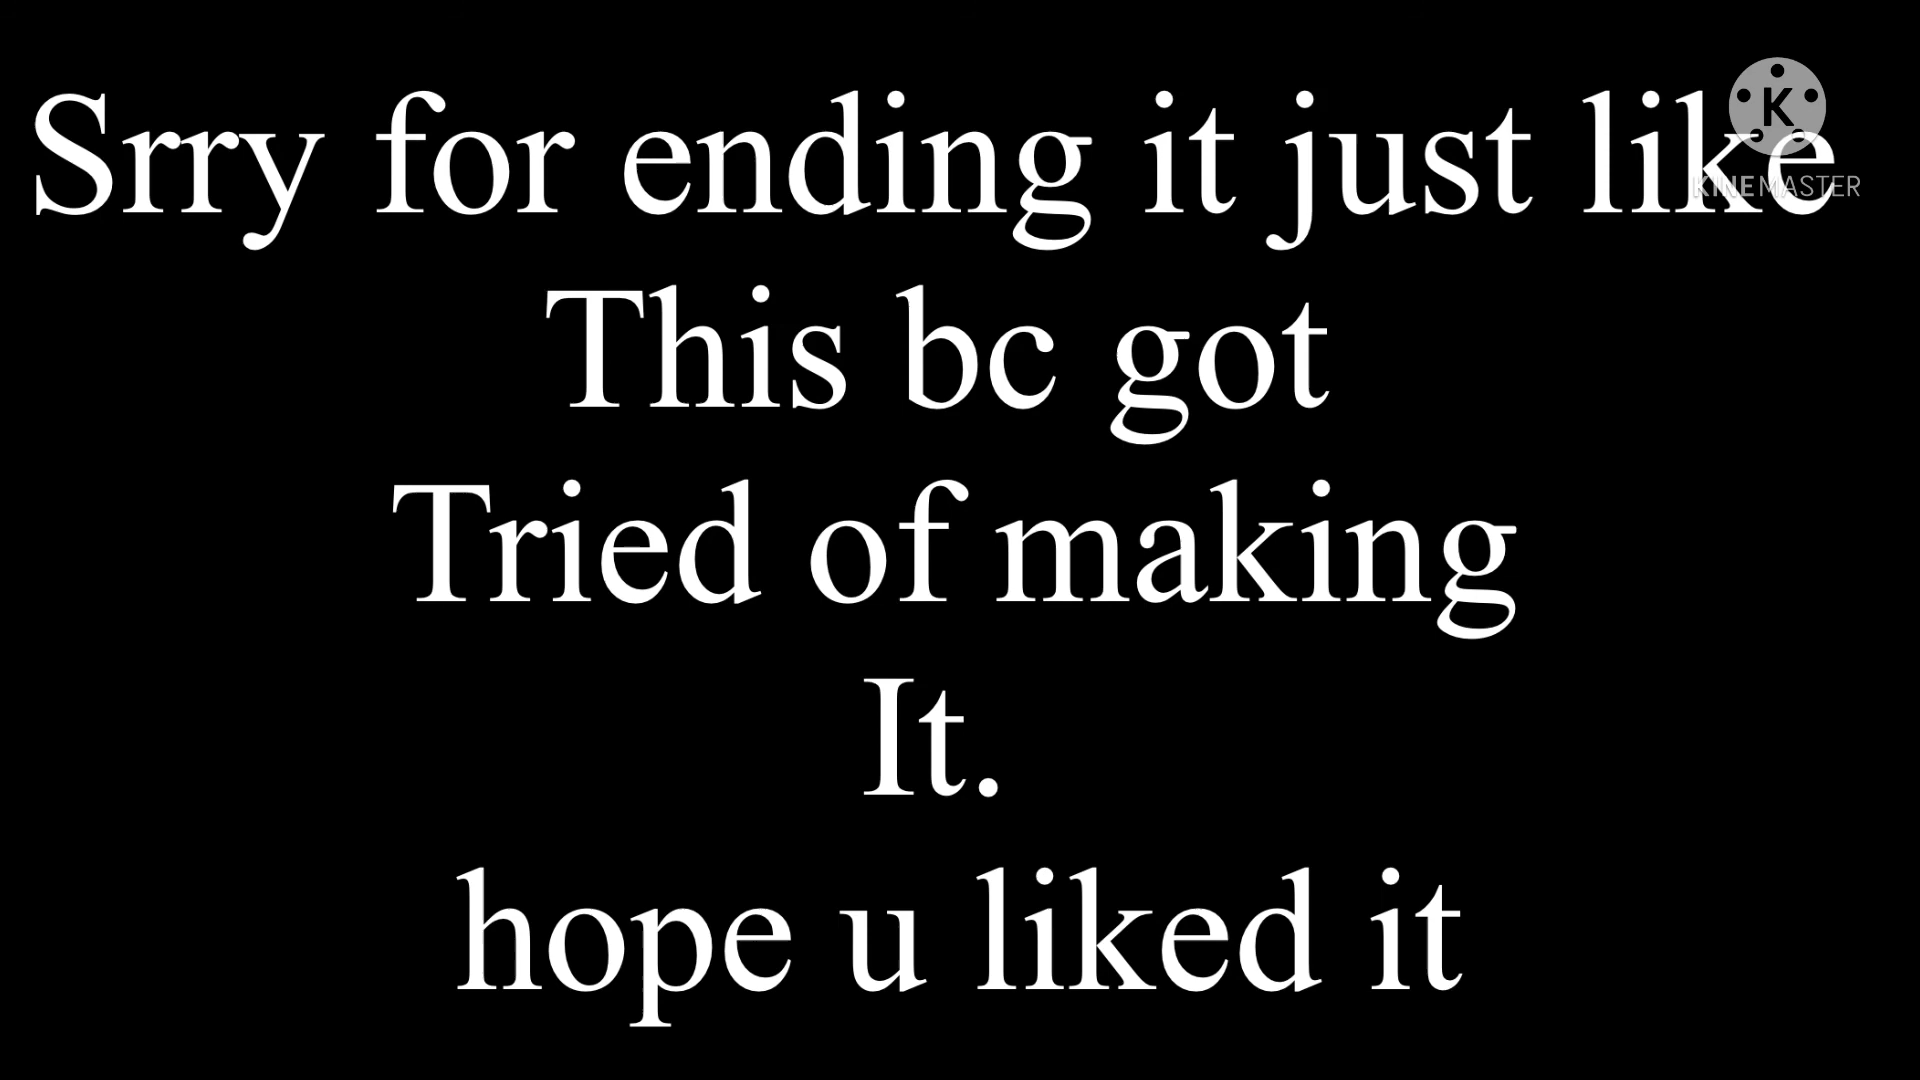 Srry for ending it just like
This bc got
Tried of making
It.
hope u liked it
K
KINEMASTER